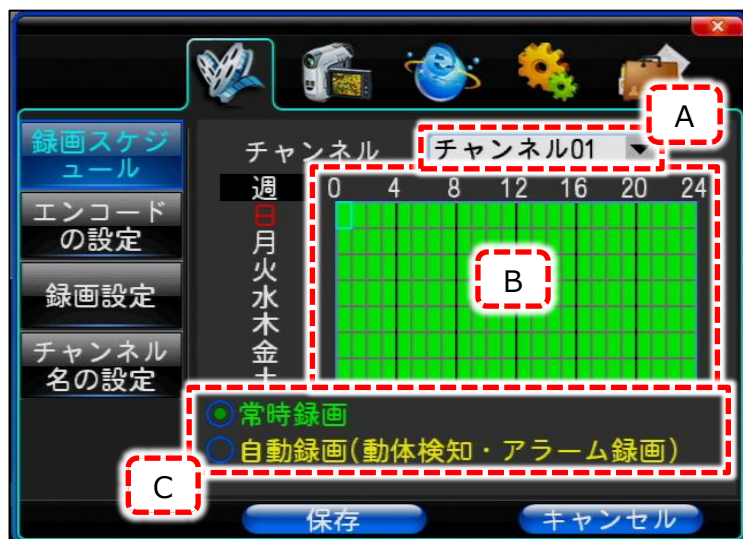 A
録画スケジ
ュール
エンコード
の設定
録画設定
チャンネル
名の設定
チャンネル
チャンネル01
週
0 4 8 12 16 20 24
日
月
火
水
木
金
土
B
常時録画
自動録画(動体検知・アラーム録画)
C
保存
キャンセル